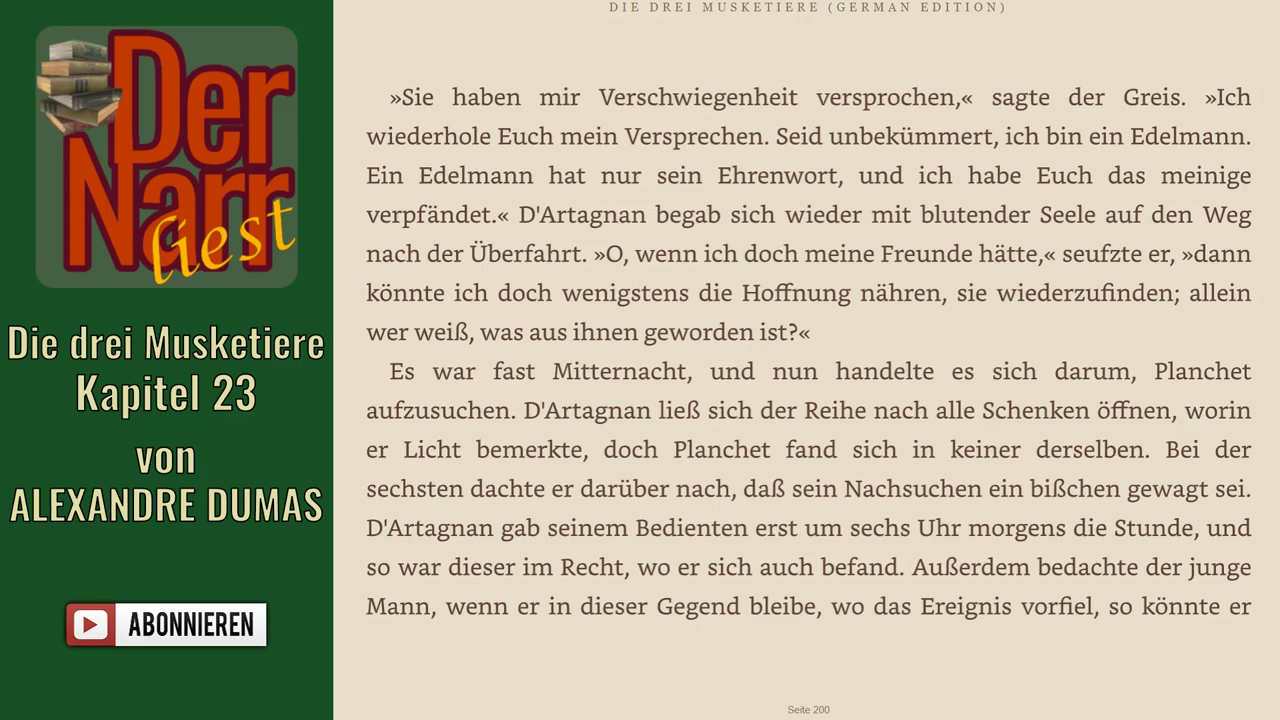 Der
Narr
liest
Die drei Musketiere
Kapitel 23
von
ALEXANDRE DUMAS
ABONNIEREN
DIE DREI MUSKETIERE (GERMAN EDITION)
»Sie haben mir Verschwiegenheit versprochen,« sagte der Greis. »Ich
wiederhole Euch mein Versprechen. Seid unbekümmert, ich bin ein Edelmann.
Ein Edelmann hat nur sein Ehrenwort, und ich habe Euch das meinige
verpfändet.« D'Artagnan begab sich wieder mit blutender Seele auf den Weg
nach der Überfahrt. »O, wenn ich doch meine Freunde hätte,« seufzte er, »dann
könnte ich doch wenigstens die Hoffnung nähren, sie wiederzufinden; allein
wer weiß, was aus ihnen geworden ist?«
Es war fast Mitternacht, und nun handelte es sich darum, Planchet
aufzusuchen. D'Artagnan ließ sich der Reihe nach alle Schenken öffnen, worin
er Licht bemerkte, doch Planchet fand sich in keiner derselben. Bei der
sechsten dachte er darüber nach, daß sein Nachsuchen ein bißchen gewagt sei.
D'Artagnan gab seinem Bedienten erst um sechs Uhr morgens die Stunde, und
so war dieser im Recht, wo er sich auch befand. Außerdem bedachte der junge
Mann, wenn er in dieser Gegend bleibe, wo das Ereignis vorfiel, so könnte er
Seite 200